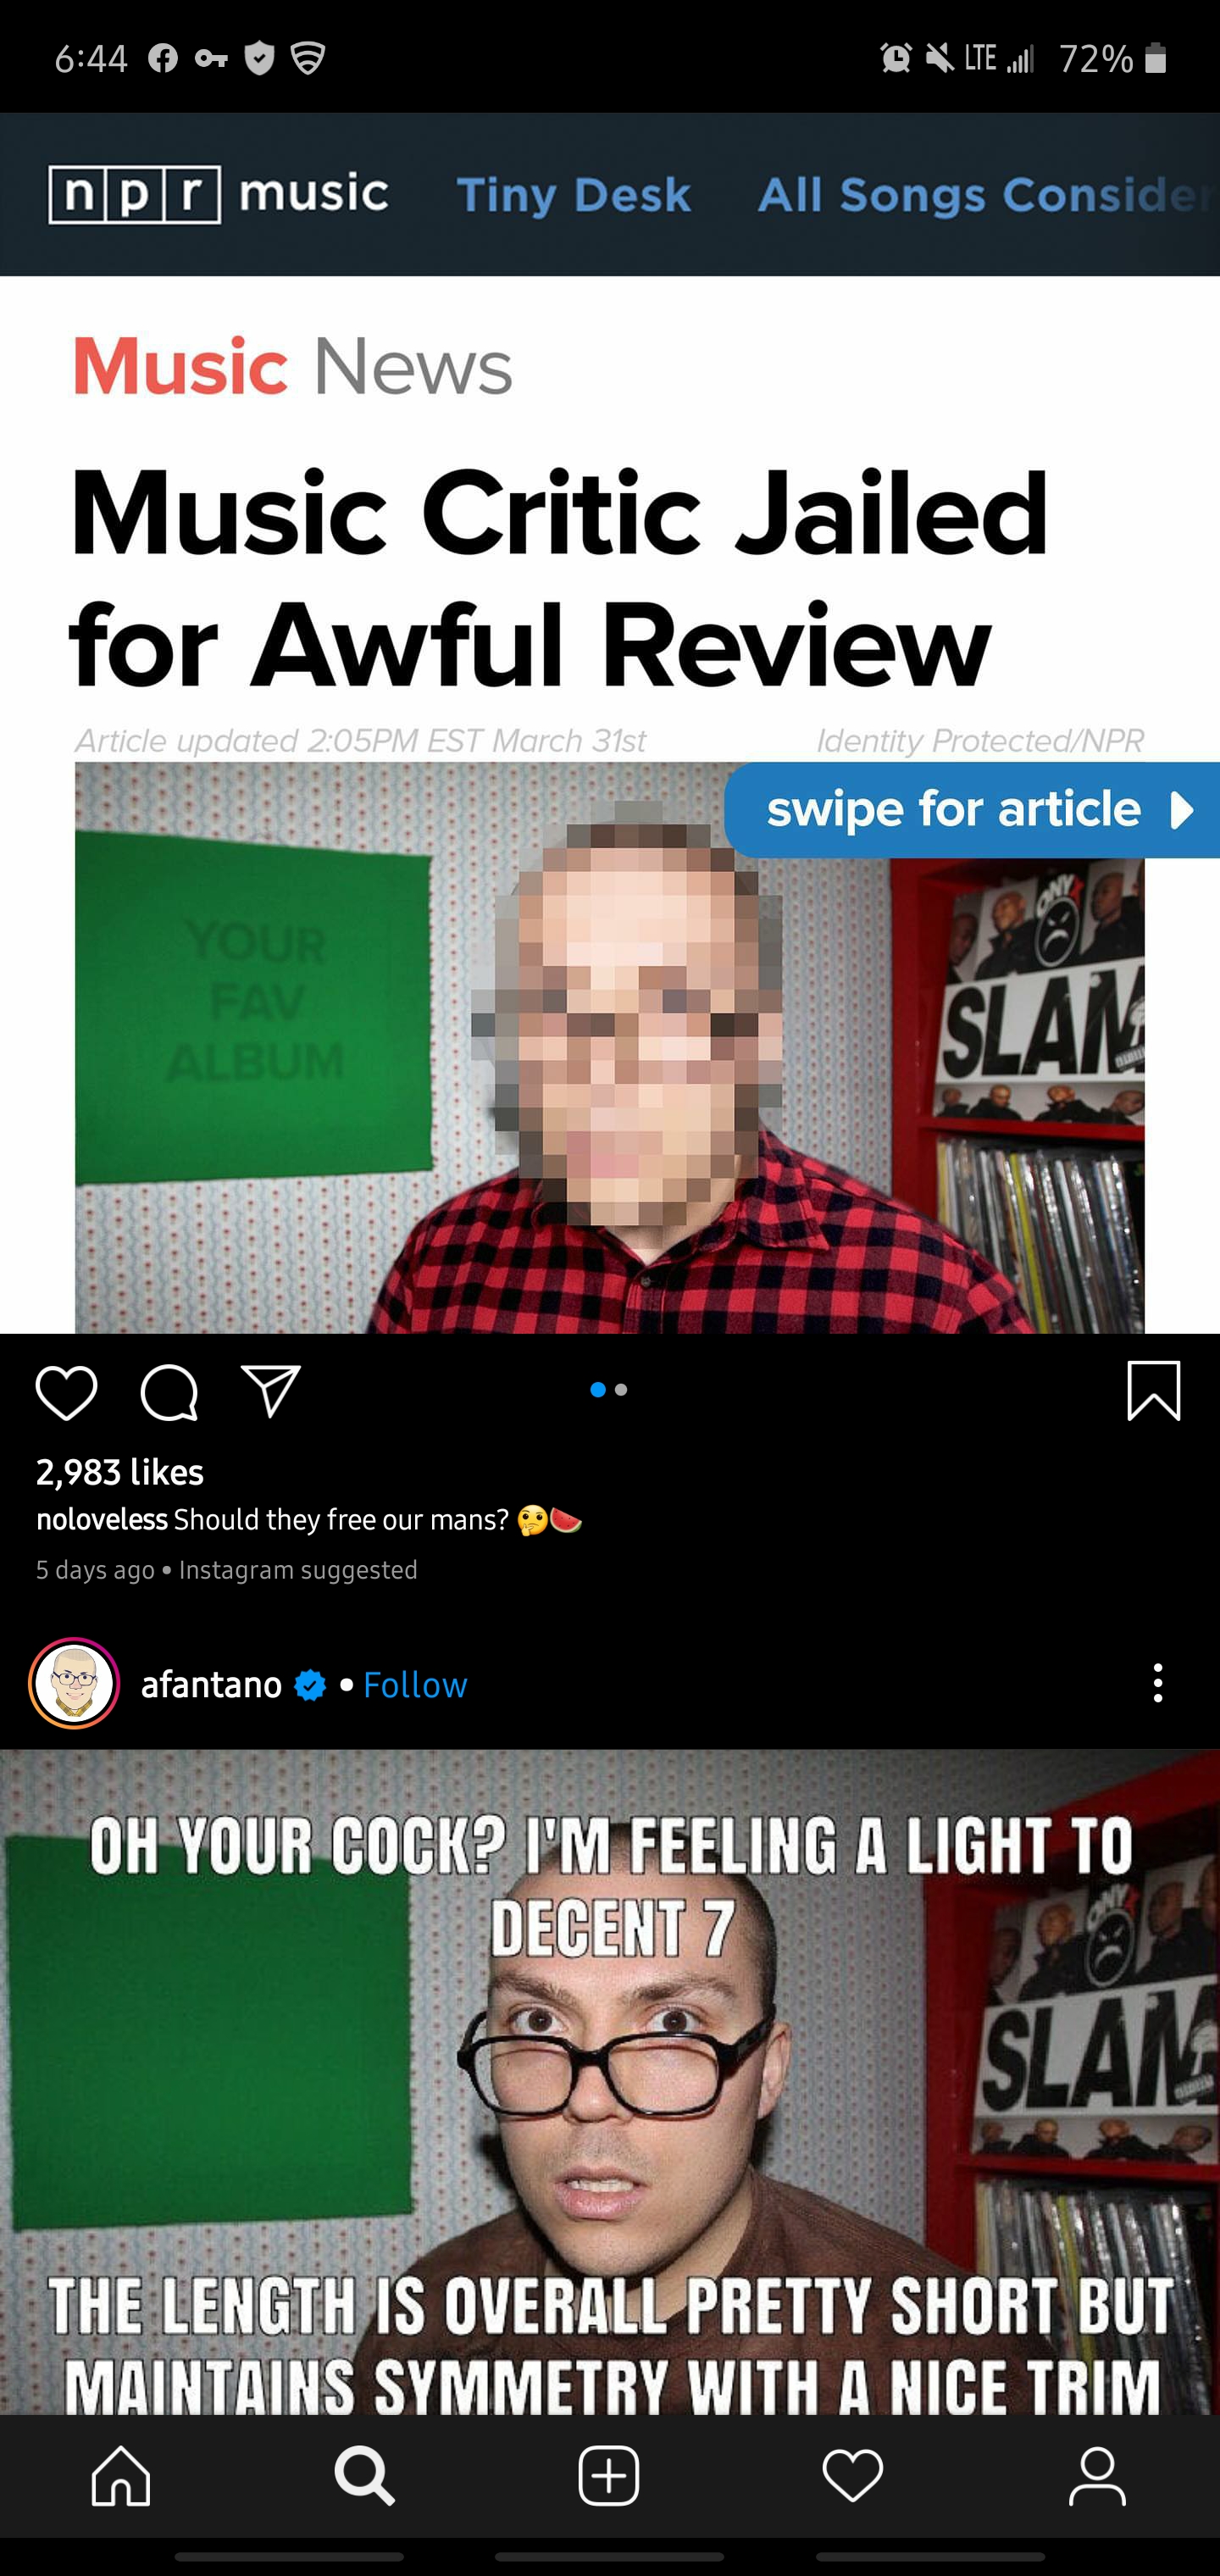 6:44 LTE 72%
npr music Tiny Desk All Songs Consider
Music News
Music Critic Jailed
for Awful Review
Article updated 2:05PM EST March 31st Identity Protected/NPR
swipe for article
YOUR
FAV
ALBUM
ONYX
SLAM
2,983 likes
noloveless Should they free our mans? 🤔🍉
5 days ago • Instagram suggested
afantano • Follow
OH YOUR COCK? I'M FEELING A LIGHT TO
DECENT 7
ONYX
SLAM
THE LENGTH IS OVERALL PRETTY SHORT BUT
MAINTAINS SYMMETRY WITH A NICE TRIM